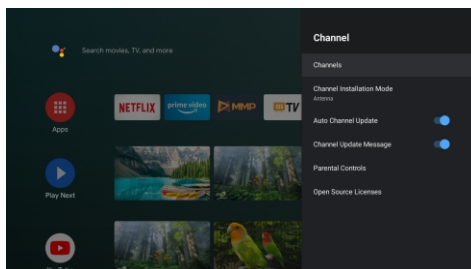 Search movies, TV, and more
Apps
NETFLIX
prime video
MMP
TV
Play Next
Channel
Channels
Channel Installation Mode
Antenna
Auto Channel Update
Channel Update Message
Parental Controls
Open Source Licenses